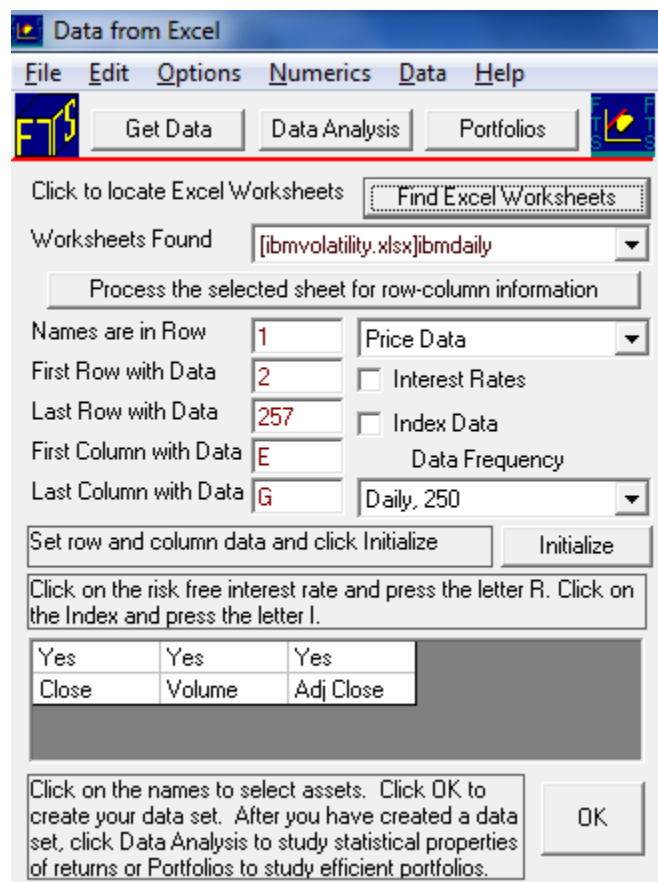 Data from Excel
File Edit Options Numerics Data Help
FTS Get Data Data Analysis Portfolios FTS FTS
Click to locate Excel Worksheets Find Excel Worksheets
Worksheets Found [ibmvolatility.xlsx]ibmdaily
Process the selected sheet for row-column information
Names are in Row 1 Price Data
First Row with Data 2 Interest Rates
Last Row with Data 257 Index Data
First Column with Data E Data Frequency
Last Column with Data G Daily, 250
Set row and column data and click Initialize Initialize
Click on the risk free interest rate and press the letter R. Click on
the Index and press the letter I.
Yes Yes Yes
Close Volume Adj Close
Click on the names to select assets. Click OK to
create your data set. After you have created a data
set, click Data Analysis to study statistical properties
of returns or Portfolios to study efficient portfolios.
OK